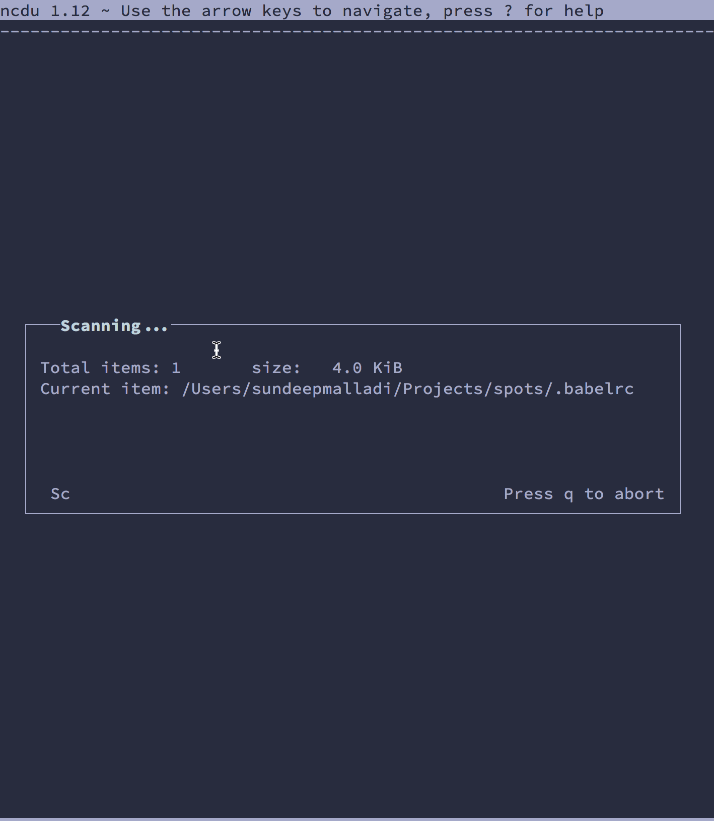 ncdu 1.12 ~ Use the arrow keys to navigate, press ? for help
Scanning...
Total items: 1       size:   4.0 KiB
Current item: /Users/sundeepmalladi/Projects/spots/.babelrc
Sc                                           Press q to abort